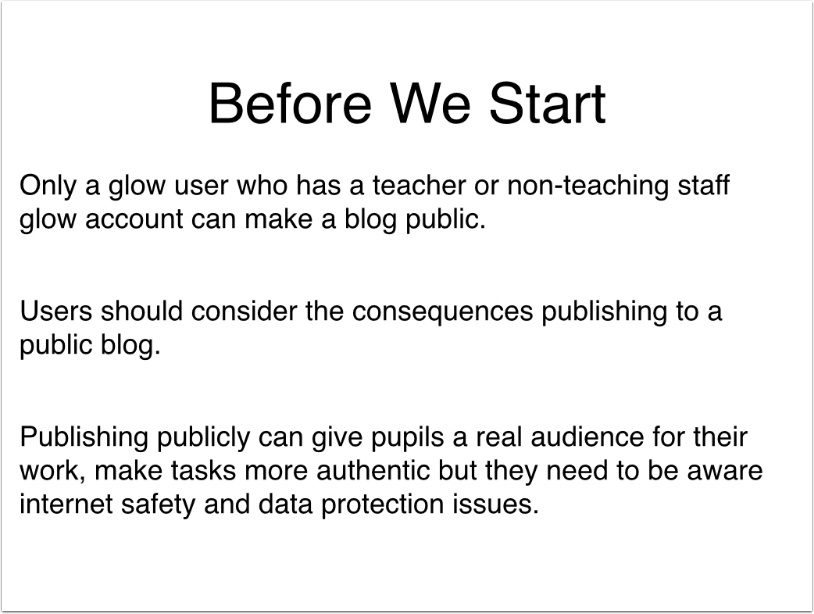 Before We Start
Only a glow user who has a teacher or non-teaching staff
glow account can make a blog public.
Users should consider the consequences publishing to a
public blog.
Publishing publicly can give pupils a real audience for their
work, make tasks more authentic but they need to be aware
internet safety and data protection issues.